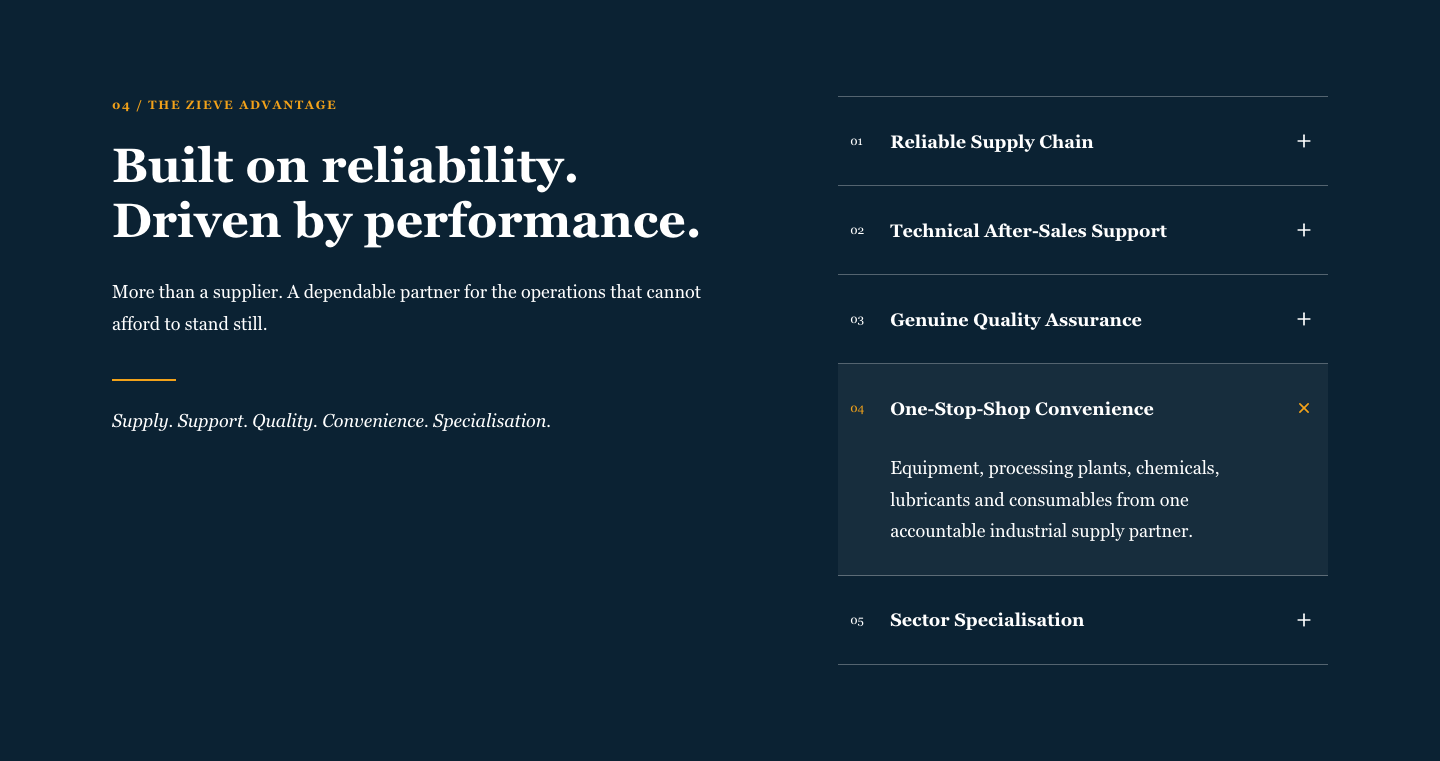 04 / THE ZIEVE ADVANTAGE
Built on reliability.
Driven by performance.
More than a supplier. A dependable partner for the operations that cannot
afford to stand still.
Supply. Support. Quality. Convenience. Specialisation.
01 Reliable Supply Chain +
02 Technical After-Sales Support +
03 Genuine Quality Assurance +
04 One-Stop-Shop Convenience ×
Equipment, processing plants, chemicals,
lubricants and consumables from one
accountable industrial supply partner.
05 Sector Specialisation +